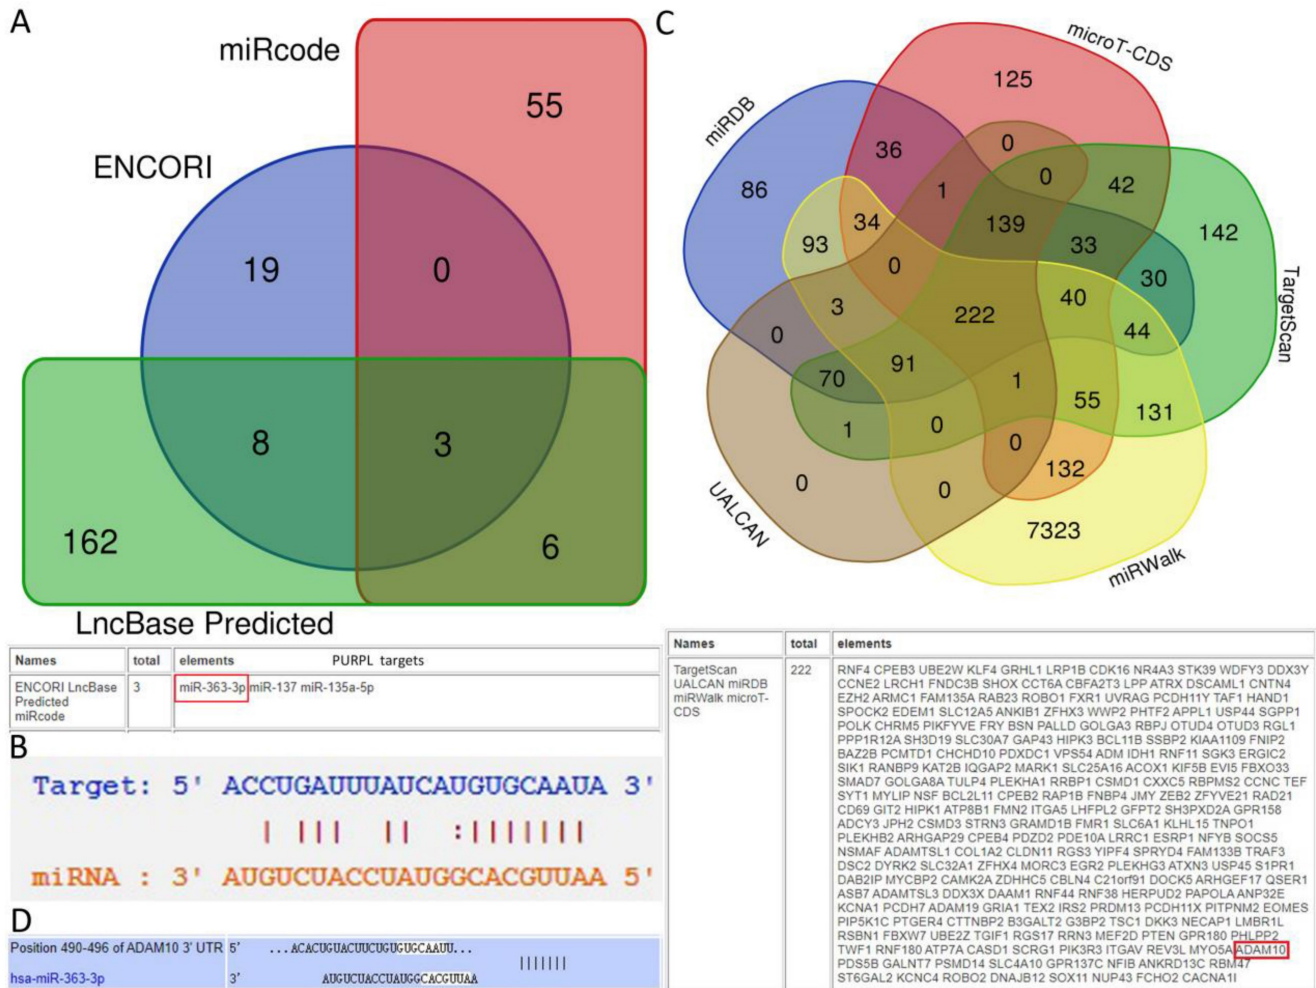 A
miRcode
55
ENCORI
19
0
8
3
162
6
LncBase Predicted
Names total elements PURPL targets
ENCORI LncBase Predicted miRcode 3 miR-363-3p miR-137 miR-135a-5p
B
Target: 5' ACCUGAUUUAUCAUGUGCAAUA 3'
| ||| || :|||||||
miRNA : 3' AUGUCUACCUAUGGCACGUUAA 5'
D
Position 490-496 of ADAM10 3' UTR 5' ...ACACUGUACUUCUGUGUGCAAUU...
|||||||
hsa-miR-363-3p 3' AUGUCUACCUAUGGCACGUUAA
C
microT-CDS
125
miRDB
36
0
86
1
0
42
34
139
142
93
33
0
30
TargetScan
3
222
40
44
0
91
70
1
55
131
1
0
0
0
UALCAN
0
132
7323
miRWalk
Names total elements
TargetScan UALCAN miRDB miRWalk microT-CDS 222
RNF4 CPEB3 UBE2W KLF4 GRHL1 LRP1B CDK16 NR4A3 STK39 WDFY3 DDX3Y
CCNE2 LRCH1 FNDC3B SHOX CCT6A CBFA2T3 LPP ATRX DSCAML1 CNTN4
EZH2 ARMC1 FAM135A RAB23 ROBO1 FXR1 UVRAG PCDH11Y TAF1 HAND1
SPOCK2 EDEM1 SLC12A5 ANKIB1 ZFHX3 WWP2 PHTF2 APPL1 USP44 SGPP1
POLK CHRM5 PIKFYVE FRY BSN PALLD GOLGA3 RBPJ OTUD4 OTUD3 RGL1
PPP1R12A SH3D19 SLC30A7 GAP43 HIPK3 BCL11B SSBP2 KIAA1109 FNIP2
BAZ2B PCMTD1 CHCHD10 PDXDC1 VPS54 ADM IDH1 RNF11 SGK3 ERGIC2
SIK1 RANBP9 KAT2B IQGAP2 MARK1 SLC25A16 ACOX1 KIF5B EVI5 FBXO33
SMAD7 GOLGA8A TULP4 PLEKHA1 RRBP1 CSMD1 CXXC5 RBPMS2 CCNC TEF
SYT1 MYLIP NSF BCL2L11 CPEB2 RAP1B FNBP4 JMY ZEB2 ZFYVE21 RAD21
CD69 GIT2 HIPK1 ATP8B1 FMN2 ITGA5 LHFPL2 GFPT2 SH3PXD2A GPR158
ADCY3 JPH2 CSMD3 STRN3 GRAMD1B FMR1 SLC6A1 KLHL15 TNPO1
PLEKHB2 ARHGAP29 CPEB4 PDZD2 PDE10A LRRC1 ESRP1 NFYB SOCS5
NSMAF ADAMTSL1 COL1A2 CLDN11 RGS3 YIPF4 SPRYD4 FAM133B TRAF3
DSC2 DYRK2 SLC32A1 ZFHX4 MORC3 EGR2 PLEKHG3 ATXN3 USP45 S1PR1
DAB2IP MYCBP2 CAMK2A ZDHHC5 CBLN4 C21orf91 DOCK5 ARHGEF17 QSER1
ASB7 ADAMTSL3 DDX3X DAAM1 RNF44 RNF38 HERPUD2 PAPOLA ANP32E
KCNA1 PCDH7 ADAM19 GRIA1 TEX2 IRS2 PRDM13 PCDH11X PITPNM2 EOMES
PIP5K1C PTGER4 CTTNBP2 B3GALT2 G3BP2 TSC1 DKK3 NECAP1 LMBR1L
RSBN1 FBXW7 UBE2Z TGIF1 RGS17 RRN3 MEF2D PTEN GPR180 PHLPP2
TWF1 RNF180 ATP7A CASD1 SCRG1 PIK3R3 ITGAV REV3L MYO5A ADAM10
PDS5B GALNT7 PSMD14 SLC4A10 GPR137C NFIB ANKRD13C RBM47
ST6GAL2 KCNC4 ROBO2 DNAJB12 SOX11 NUP43 FCHO2 CACNA1I